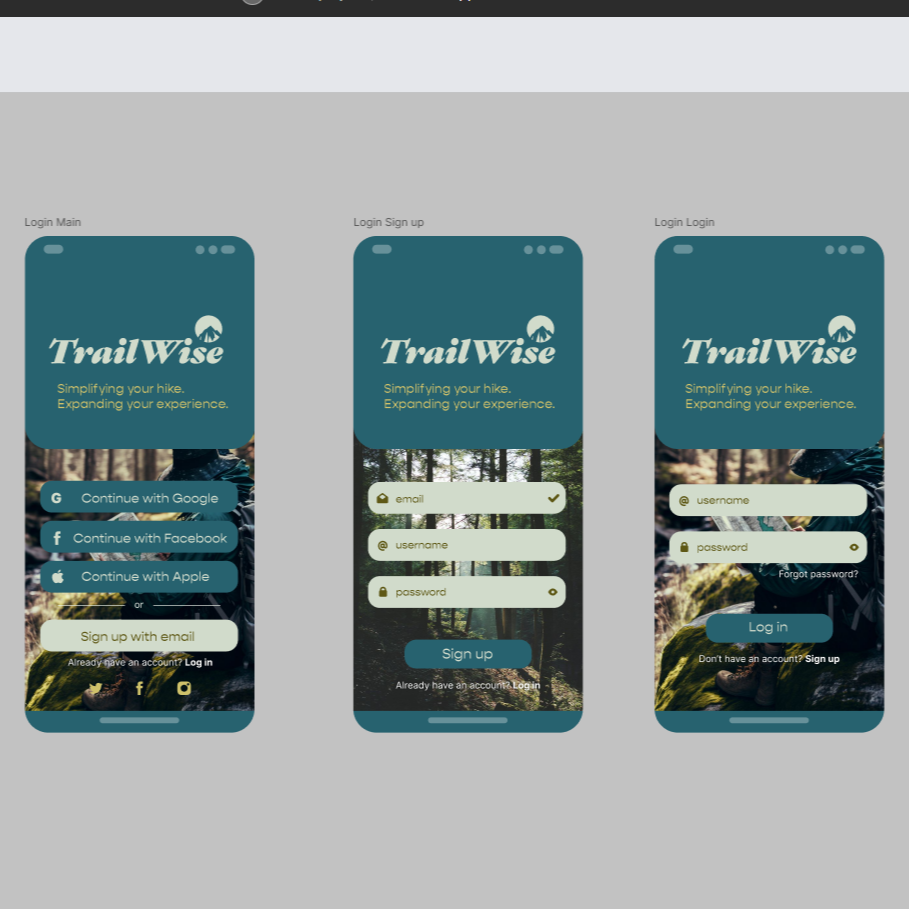 Login Main
TrailWise
Simplifying your hike.
Expanding your experience.
G Continue with Google
f Continue with Facebook
Continue with Apple
or
Sign up with email
Already have an account? Log in
f
Login Sign up
TrailWise
Simplifying your hike.
Expanding your experience.
email
@ username
password
Sign up
Already have an account? Log in
Login Login
TrailWise
Simplifying your hike.
Expanding your experience.
@ username
password
Forgot password?
Log in
Don't have an account? Sign up